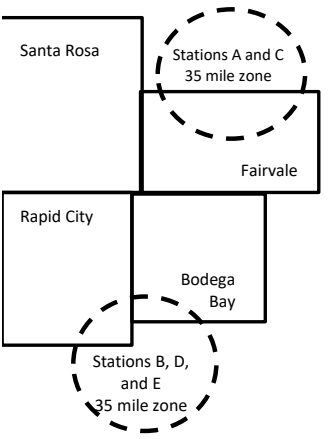 Santa Rosa
Stations A and C
35 mile zone
Fairvale
Rapid City
Bodega
Bay
Stations B, D,
and E
35 mile zone